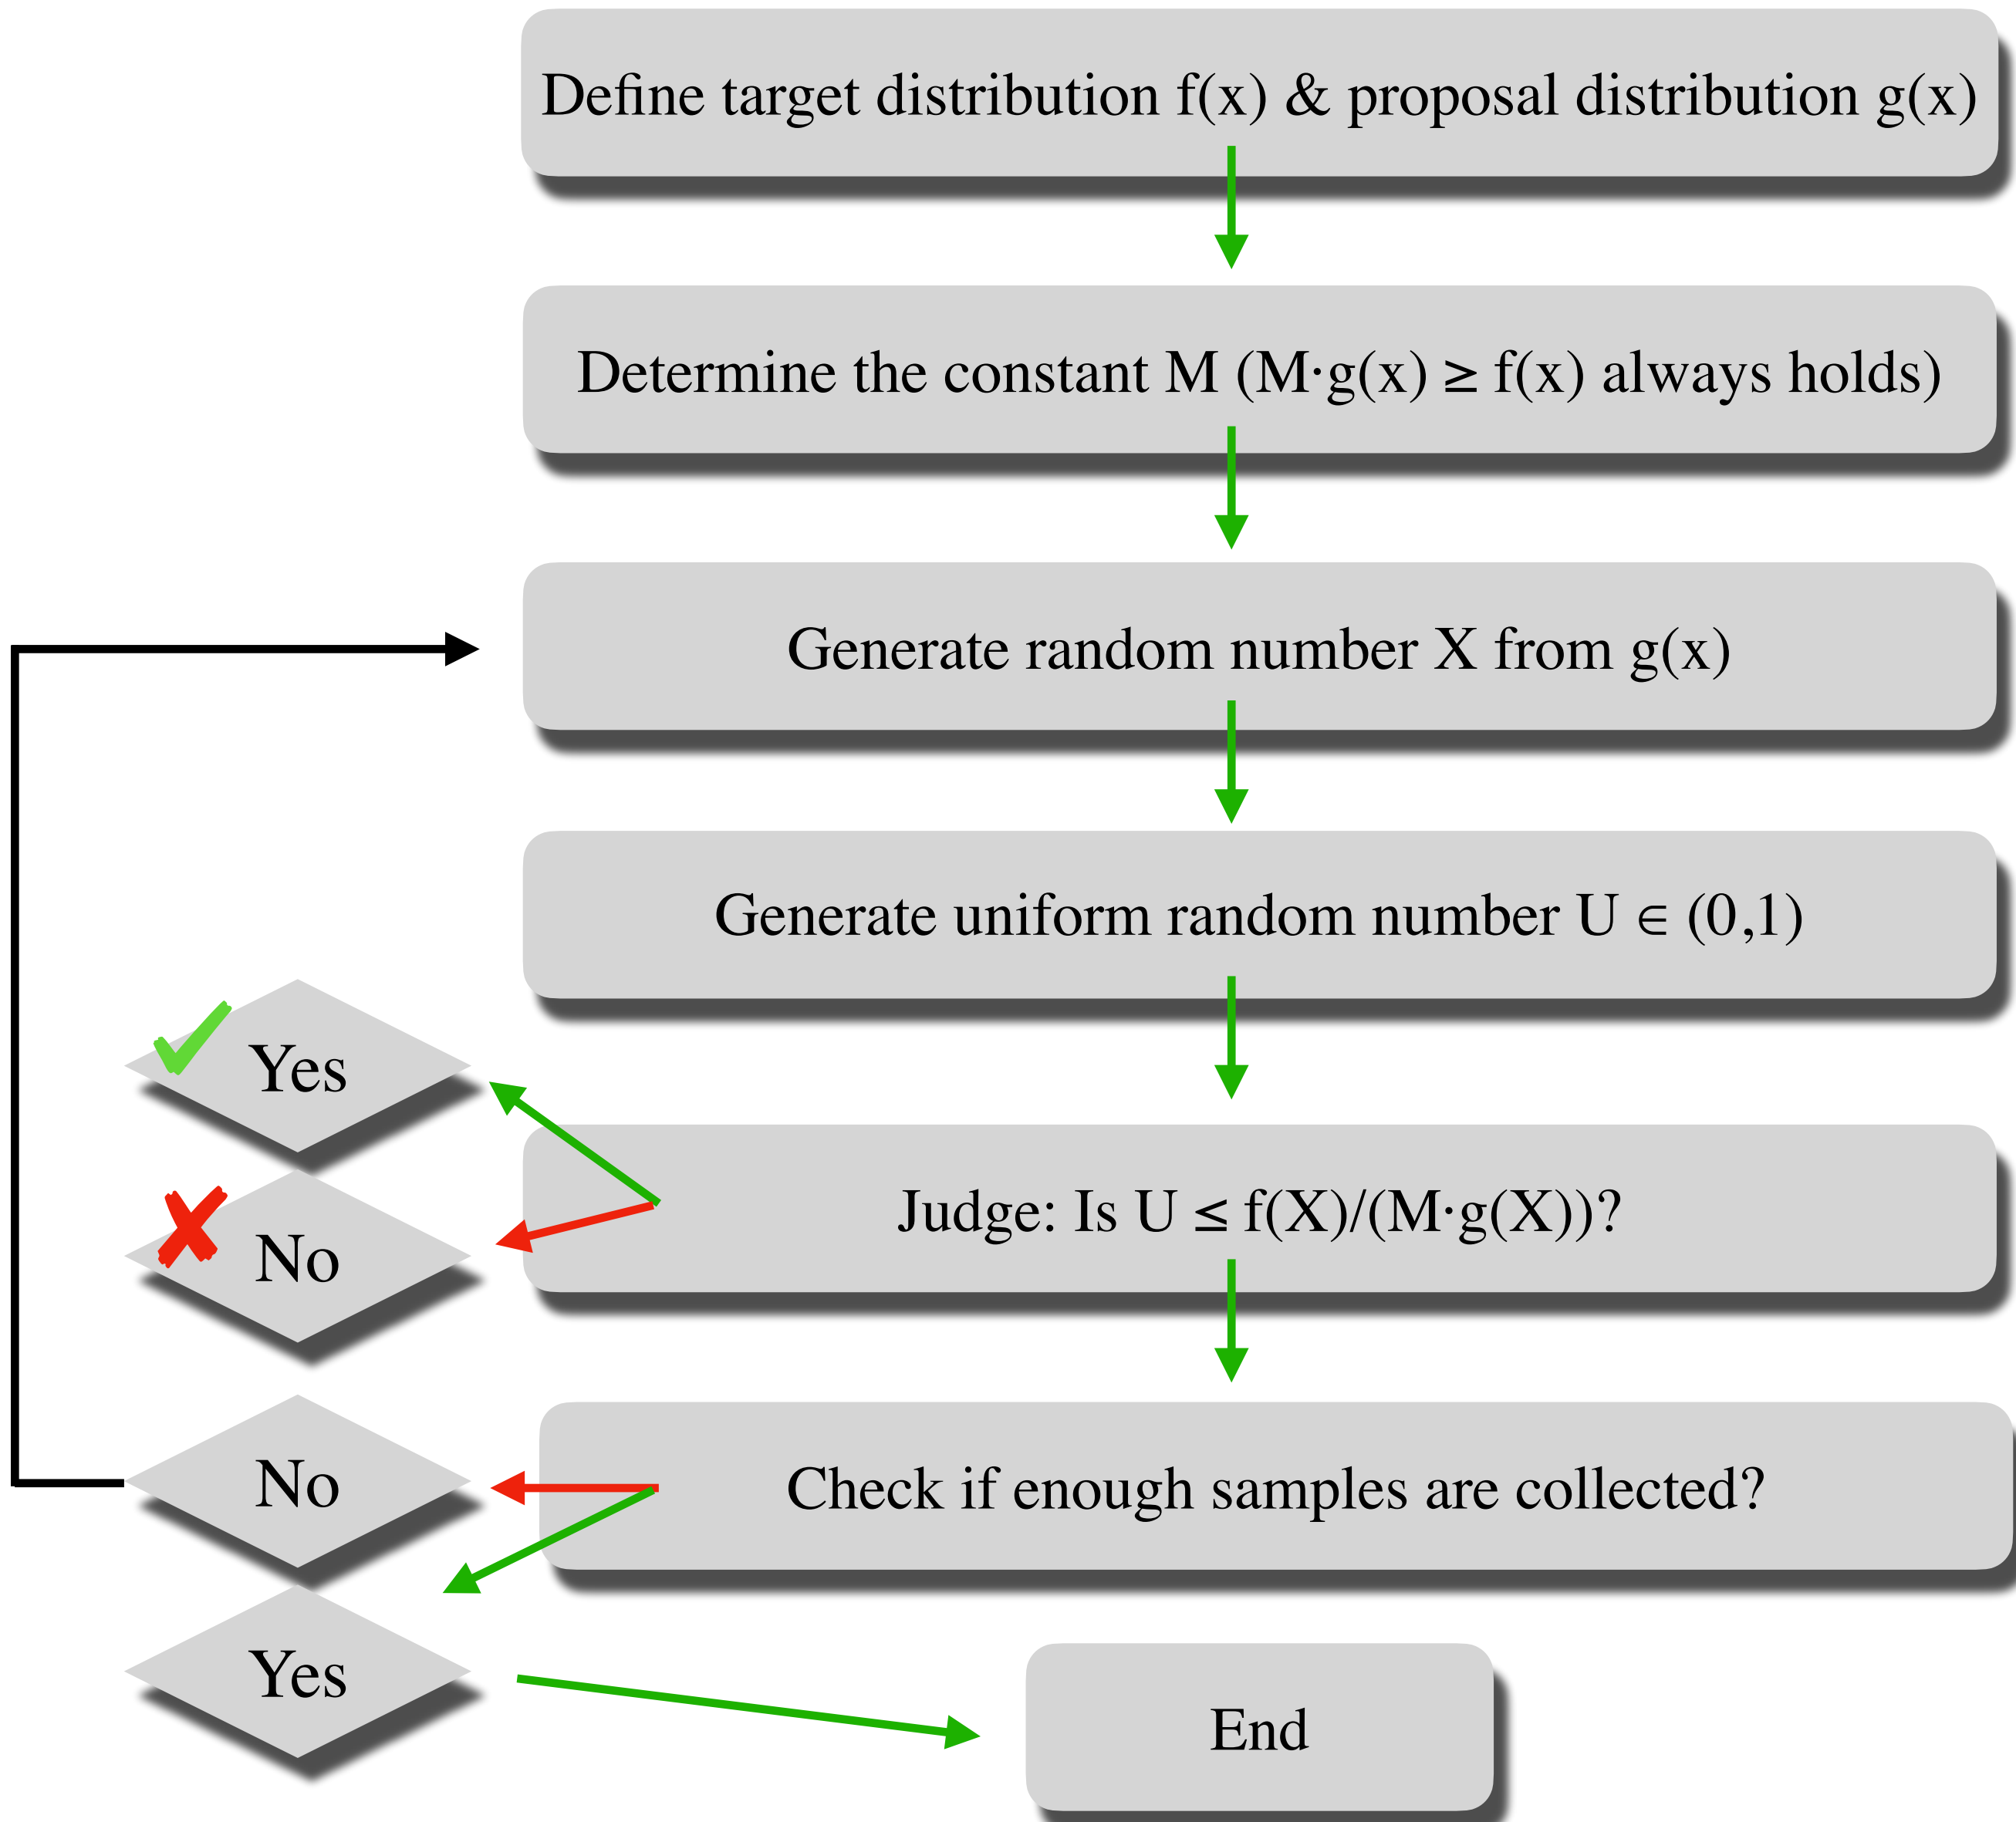 Define target distribution f(x) & proposal distribution g(x)
Determine the constant M (M·g(x) ≥ f(x) always holds)
Generate random number X from g(x)
Generate uniform random number U ∈ (0,1)
Yes
No
Judge: Is U ≤ f(X)/(M·g(X))?
No
Check if enough samples are collected?
Yes
End